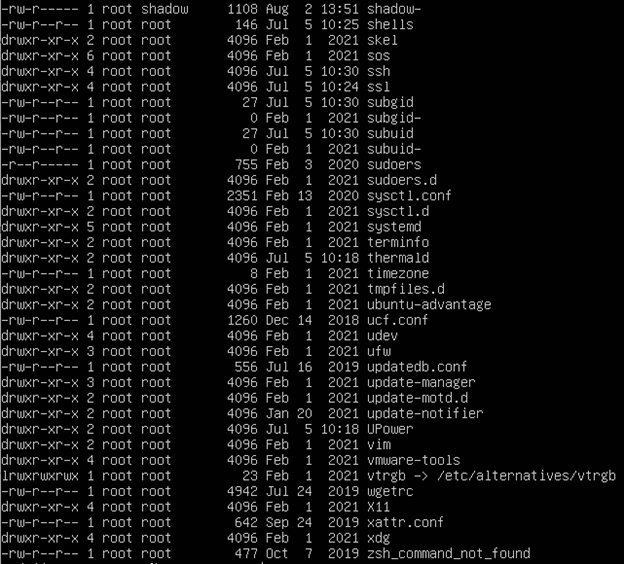 -rw-r----- 1 root shadow    1108 Aug  2 13:51 shadow-
-rw-r--r-- 1 root root       146 Jul  5 10:25 shells
drwxr-xr-x 2 root root      4096 Feb  1  2021 skel
drwxr-xr-x 6 root root      4096 Feb  1  2021 sos
drwxr-xr-x 4 root root      4096 Jul  5 10:30 ssh
drwxr-xr-x 4 root root      4096 Jul  5 10:24 ssl
-rw-r--r-- 1 root root        27 Jul  5 10:30 subgid
-rw-r--r-- 1 root root         0 Feb  1  2021 subgid-
-rw-r--r-- 1 root root        27 Jul  5 10:30 subuid
-rw-r--r-- 1 root root         0 Feb  1  2021 subuid-
-r--r----- 1 root root       755 Feb  3  2020 sudoers
drwxr-xr-x 2 root root      4096 Feb  1  2021 sudoers.d
-rw-r--r-- 1 root root      2351 Feb 13  2020 sysctl.conf
drwxr-xr-x 2 root root      4096 Feb  1  2021 sysctl.d
drwxr-xr-x 5 root root      4096 Feb  1  2021 systemd
drwxr-xr-x 2 root root      4096 Feb  1  2021 terminfo
drwxr-xr-x 2 root root      4096 Jul  5 10:18 thermald
-rw-r--r-- 1 root root         8 Feb  1  2021 timezone
drwxr-xr-x 2 root root      4096 Feb  1  2021 tmpfiles.d
drwxr-xr-x 2 root root      4096 Feb  1  2021 ubuntu-advantage
-rw-r--r-- 1 root root      1260 Dec 14  2018 ucf.conf
drwxr-xr-x 4 root root      4096 Feb  1  2021 udev
drwxr-xr-x 3 root root      4096 Feb  1  2021 ufw
-rw-r--r-- 1 root root       556 Jul 16  2019 updatedb.conf
drwxr-xr-x 3 root root      4096 Feb  1  2021 update-manager
drwxr-xr-x 2 root root      4096 Feb  1  2021 update-motd.d
drwxr-xr-x 2 root root      4096 Jan 20  2021 update-notifier
drwxr-xr-x 2 root root      4096 Jul  5 10:18 UPower
drwxr-xr-x 2 root root      4096 Feb  1  2021 vim
drwxr-xr-x 4 root root      4096 Feb  1  2021 vmware-tools
lrwxrwxrwx 1 root root        23 Feb  1  2021 vtrgb -> /etc/alternatives/vtrgb
-rw-r--r-- 1 root root      4942 Jul 24  2019 wgetrc
drwxr-xr-x 4 root root      4096 Feb  1  2021 X11
-rw-r--r-- 1 root root       642 Sep 24  2019 xattr.conf
drwxr-xr-x 4 root root      4096 Feb  1  2021 xdg
-rw-r--r-- 1 root root       477 Oct  7  2019 zsh_command_not_found